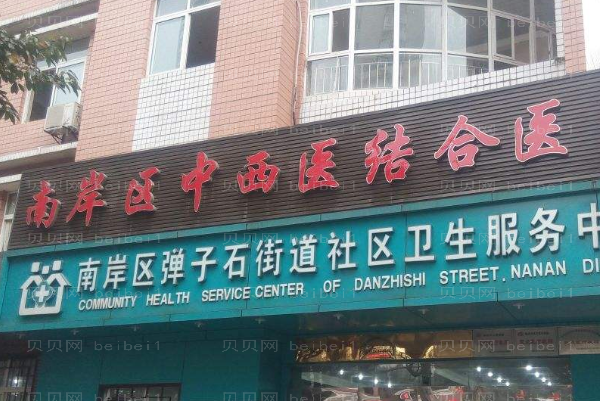 南岸区中西医结合医
南岸区弹子石街道社区卫生服务中
COMMUNITY HEALTH SERVICE CENTER OF DANZHISHI STREET, NANAN DI
贝贝网 beibei1